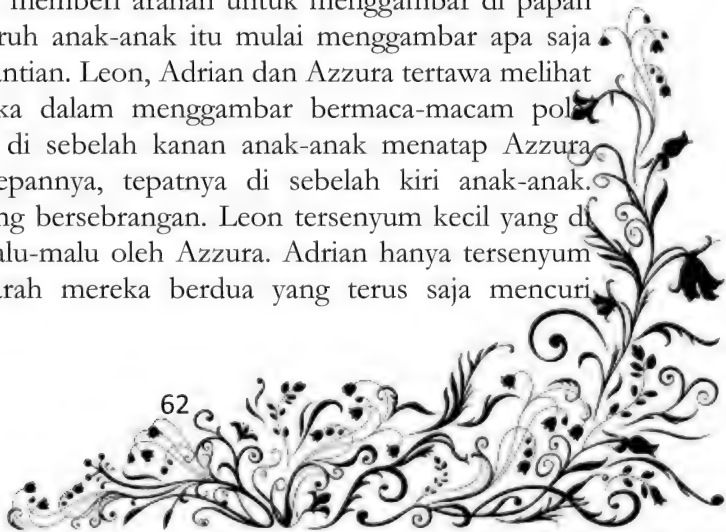 memberi arahan untuk menggambar di papan
ruh anak-anak itu mulai menggambar apa saja
antian. Leon, Adrian dan Azzura tertawa melihat
ka dalam menggambar bermaca-macam pola
di sebelah kanan anak-anak menatap Azzura
epannya, tepatnya di sebelah kiri anak-anak.
ng bersebrangan. Leon tersenyum kecil yang di
alu-malu oleh Azzura. Adrian hanya tersenyum
arah mereka berdua yang terus saja mencuri
62